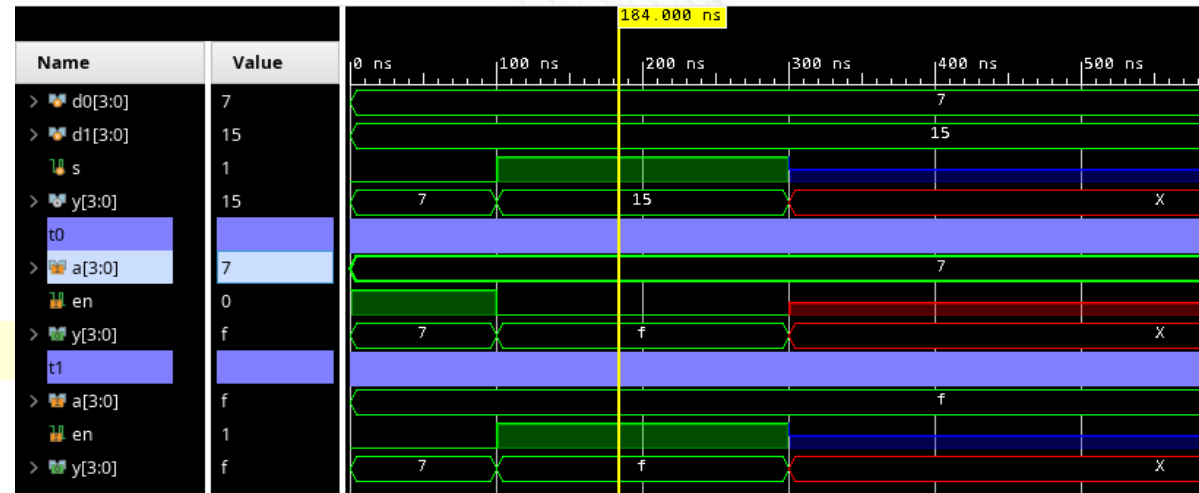 184.000 ns
Name Value 0 ns 100 ns 200 ns 300 ns 400 ns 500 ns
d0[3:0] 7 7
d1[3:0] 15 15
s 1
y[3:0] 15 7 15 X
t0
a[3:0] 7 7
en 0
y[3:0] f 7 f X
t1
a[3:0] f f
en 1
y[3:0] f 7 f X